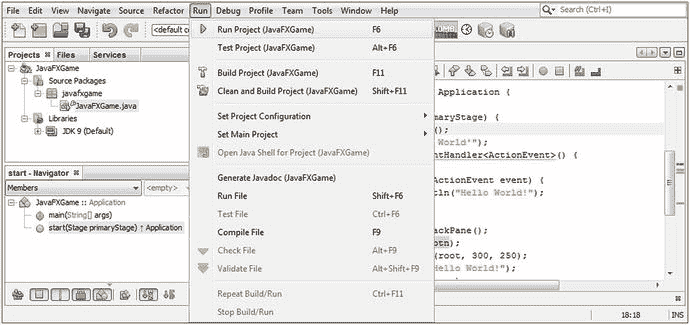 File Edit View Navigate Source Refactor Run Debug Profile Team Tools Window Help
Search (Ctrl+I)
<default co
Projects Files Services
JavaFXGame
Source Packages
javafxgame
JavaFXGame.java
Libraries
JDK 9 (Default)
start - Navigator
Members <empty>
JavaFXGame :: Application
main(String[] args)
start(Stage primaryStage) ↑ Application
Run Project (JavaFXGame) F6
Test Project (JavaFXGame) Alt+F6
Build Project (JavaFXGame) F11
Clean and Build Project (JavaFXGame) Shift+F11
Set Project Configuration
Set Main Project
Open Java Shell for Project (JavaFXGame)
Generate Javadoc (JavaFXGame)
Run File Shift+F6
Test File Ctrl+F6
Compile File F9
Check File Alt+F9
Validate File Alt+Shift+F9
Repeat Build/Run Ctrl+F11
Stop Build/Run
Application {
maryStage) {
();
World'");
ntHandler<ActionEvent>() {
ActionEvent event) {
ln("Hello World!");
ackPane();
btn);
(root, 300, 250);
Hello World!");
18:18 INS